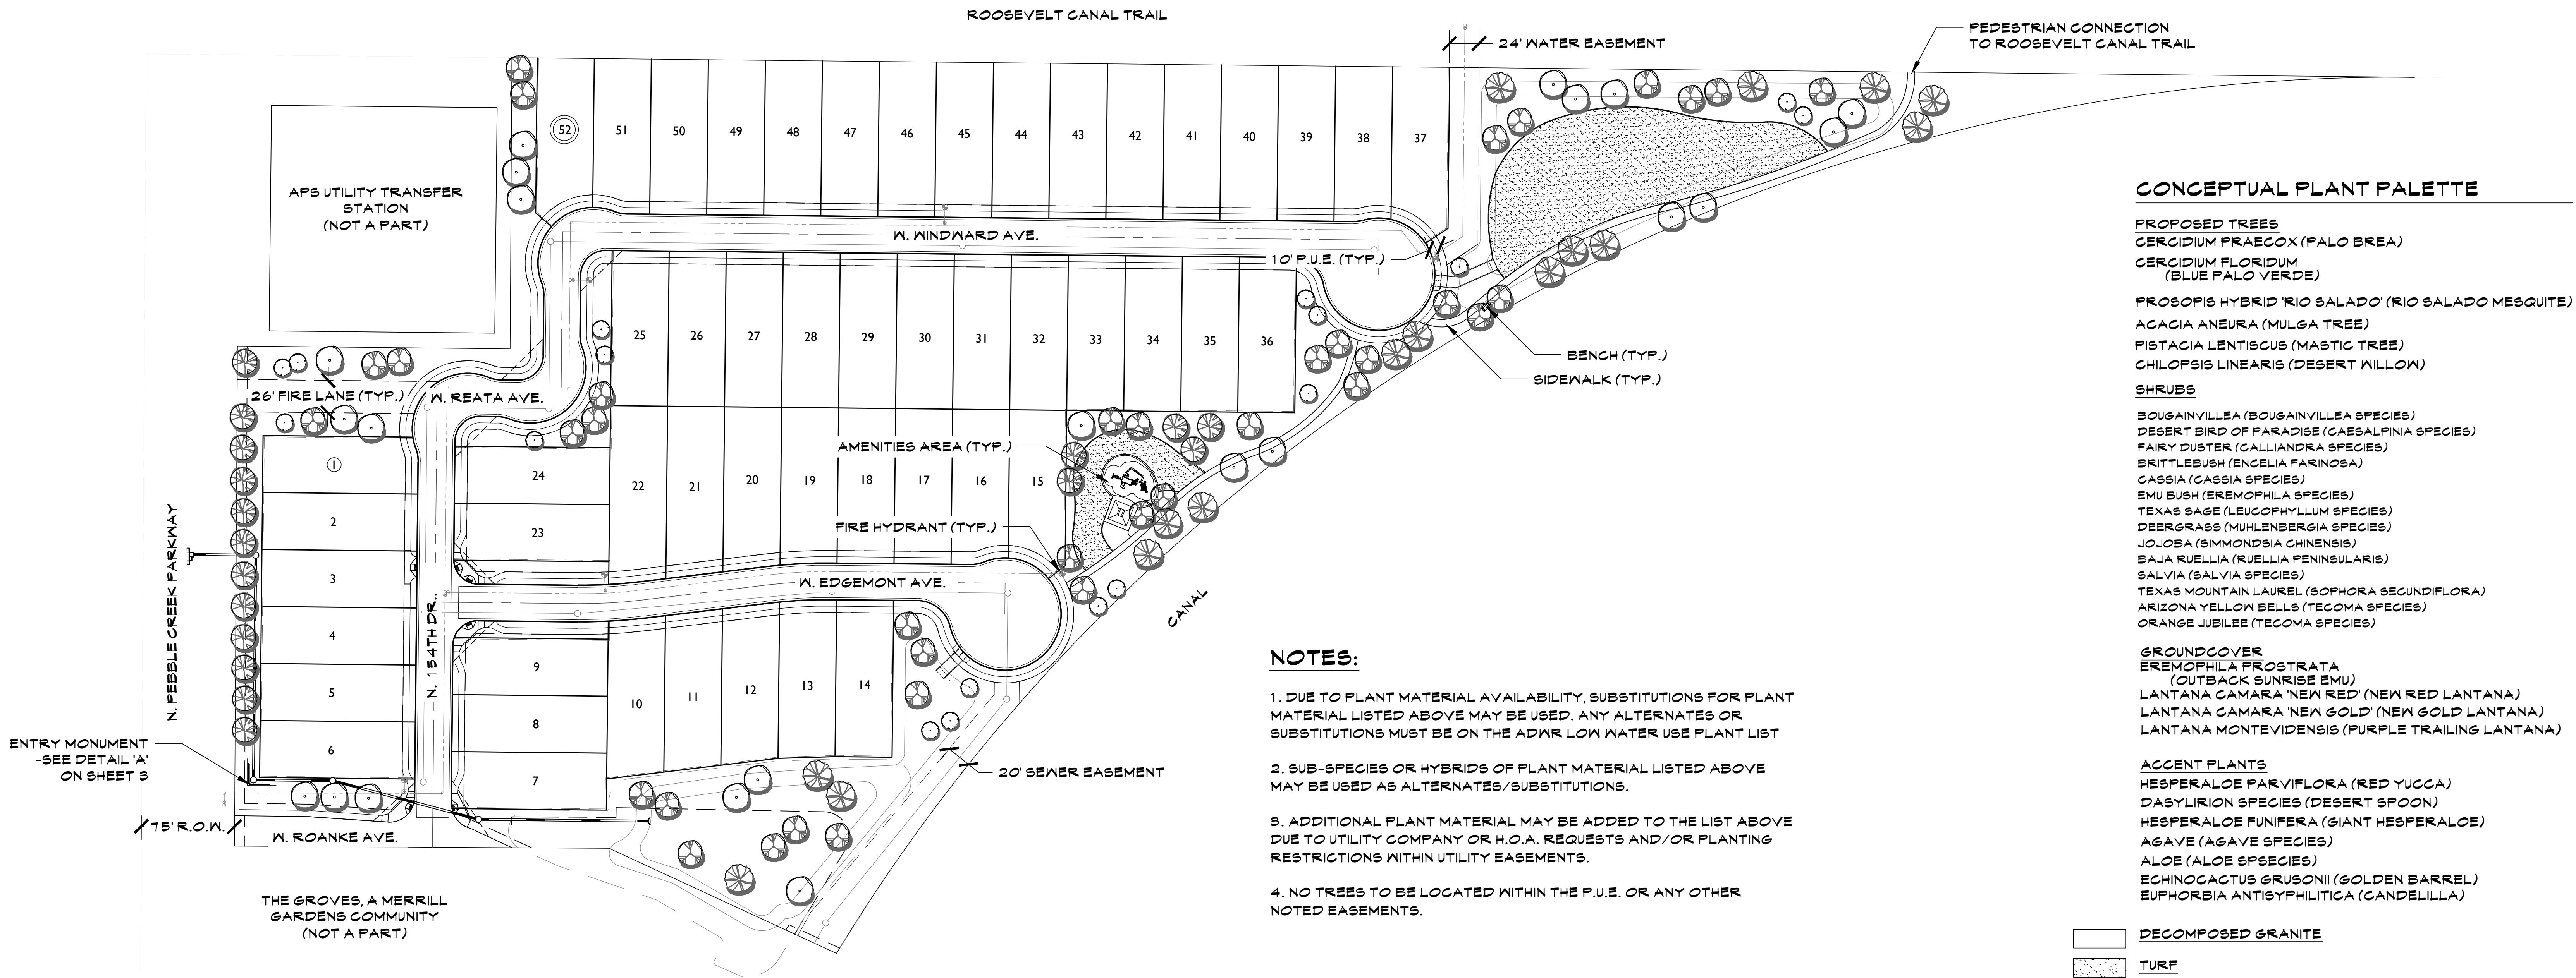 ROOSEVELT CANAL TRAIL
24' WATER EASEMENT
PEDESTRIAN CONNECTION
TO ROOSEVELT CANAL TRAIL
52
51
50
49
48
47
46
45
44
43
42
41
40
39
38
37
APS UTILITY TRANSFER
STATION
(NOT A PART)
W. WINDWARD AVE.
10' P.U.E. (TYP.)
25
26
27
28
29
30
31
32
33
34
35
36
BENCH (TYP.)
SIDEWALK (TYP.)
26' FIRE LANE (TYP.)
W. REATA AVE.
AMENITIES AREA (TYP.)
1
2
3
4
5
6
24
23
22
21
20
19
18
17
16
15
FIRE HYDRANT (TYP.)
N. PEBBLE CREEK PARKWAY
N. 154TH DR..
W. EDGEMONT AVE.
CANAL
9
8
7
10
11
12
13
14
ENTRY MONUMENT
-SEE DETAIL 'A'
ON SHEET 3
20' SEWER EASEMENT
75' R.O.W.
W. ROANKE AVE.
THE GROVES, A MERRILL
GARDENS COMMUNITY
(NOT A PART)
NOTES:
1. DUE TO PLANT MATERIAL AVAILABILITY, SUBSTITUTIONS FOR PLANT
MATERIAL LISTED ABOVE MAY BE USED. ANY ALTERNATES OR
SUBSTITUTIONS MUST BE ON THE ADWR LOW WATER USE PLANT LIST
2. SUB-SPECIES OR HYBRIDS OF PLANT MATERIAL LISTED ABOVE
MAY BE USED AS ALTERNATES/SUBSTITUTIONS.
3. ADDITIONAL PLANT MATERIAL MAY BE ADDED TO THE LIST ABOVE
DUE TO UTILITY COMPANY OR H.O.A. REQUESTS AND/OR PLANTING
RESTRICTIONS WITHIN UTILITY EASEMENTS.
4. NO TREES TO BE LOCATED WITHIN THE P.U.E. OR ANY OTHER
NOTED EASEMENTS.
CONCEPTUAL PLANT PALETTE
PROPOSED TREES
CERCIDIUM PRAECOX (PALO BREA)
CERCIDIUM FLORIDUM
(BLUE PALO VERDE)
PROSOPIS HYBRID 'RIO SALADO' (RIO SALADO MESQUITE)
ACACIA ANEURA (MULGA TREE)
PISTACIA LENTISCUS (MASTIC TREE)
CHILOPSIS LINEARIS (DESERT WILLOW)
SHRUBS
BOUGAINVILLEA (BOUGAINVILLEA SPECIES)
DESERT BIRD OF PARADISE (CAESALPINIA SPECIES)
FAIRY DUSTER (CALLIANDRA SPECIES)
BRITTLEBUSH (ENCELIA FARINOSA)
CASSIA (CASSIA SPECIES)
EMU BUSH (EREMOPHILA SPECIES)
TEXAS SAGE (LEUCOPHYLLUM SPECIES)
DEERGRASS (MUHLENBERGIA SPECIES)
JOJOBA (SIMMONDSIA CHINENSIS)
BAJA RUELLIA (RUELLIA PENINSULARIS)
SALVIA (SALVIA SPECIES)
TEXAS MOUNTAIN LAUREL (SOPHORA SECUNDIFLORA)
ARIZONA YELLOW BELLS (TECOMA SPECIES)
ORANGE JUBILEE (TECOMA SPECIES)
GROUNDCOVER
EREMOPHILA PROSTRATA
(OUTBACK SUNRISE EMU)
LANTANA CAMARA 'NEW RED' (NEW RED LANTANA)
LANTANA CAMARA 'NEW GOLD' (NEW GOLD LANTANA)
LANTANA MONTEVIDENSIS (PURPLE TRAILING LANTANA)
ACCENT PLANTS
HESPERALOE PARVIFLORA (RED YUCCA)
DASYLIRION SPECIES (DESERT SPOON)
HESPERALOE FUNIFERA (GIANT HESPERALOE)
AGAVE (AGAVE SPECIES)
ALOE (ALOE SPSECIES)
ECHINOCACTUS GRUSONII (GOLDEN BARREL)
EUPHORBIA ANTISYPHILITICA (CANDELILLA)
DECOMPOSED GRANITE
TURF